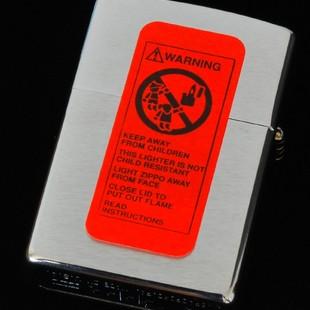 WARNING
KEEP AWAY
FROM CHILDREN
THIS LIGHTER IS NOT
CHILD RESISTANT
LIGHT ZIPPO AWAY
FROM FACE
CLOSE LID TO
PUT OUT FLAME
READ
INSTRUCTIONS